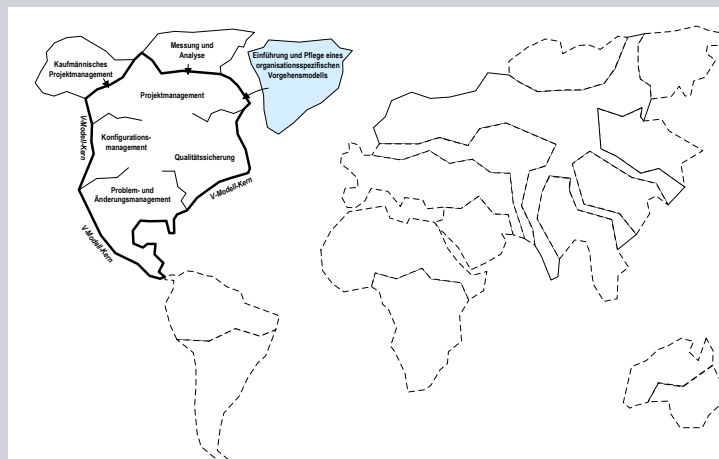 Messung und
Analyse
Kaufmännisches
Projektmanagement
Einführung und Pflege eines
organisationsspezifischen
Vorgehensmodells
Projektmanagement
V-Modell-Kern
Konfigurations-
management
Qualitätssicherung
V-Modell-Kern
Problem- und
Änderungsmanagement
V-Modell-Kern